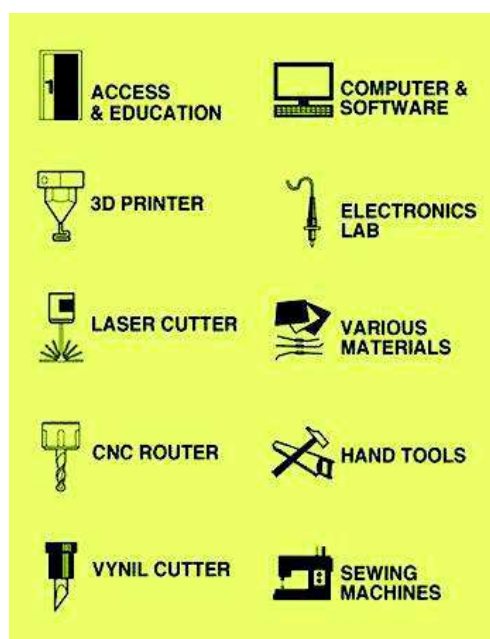 ACCESS
& EDUCATION
COMPUTER &
SOFTWARE
3D PRINTER
ELECTRONICS
LAB
LASER CUTTER
VARIOUS
MATERIALS
CNC ROUTER
HAND TOOLS
VYNIL CUTTER
SEWING
MACHINES